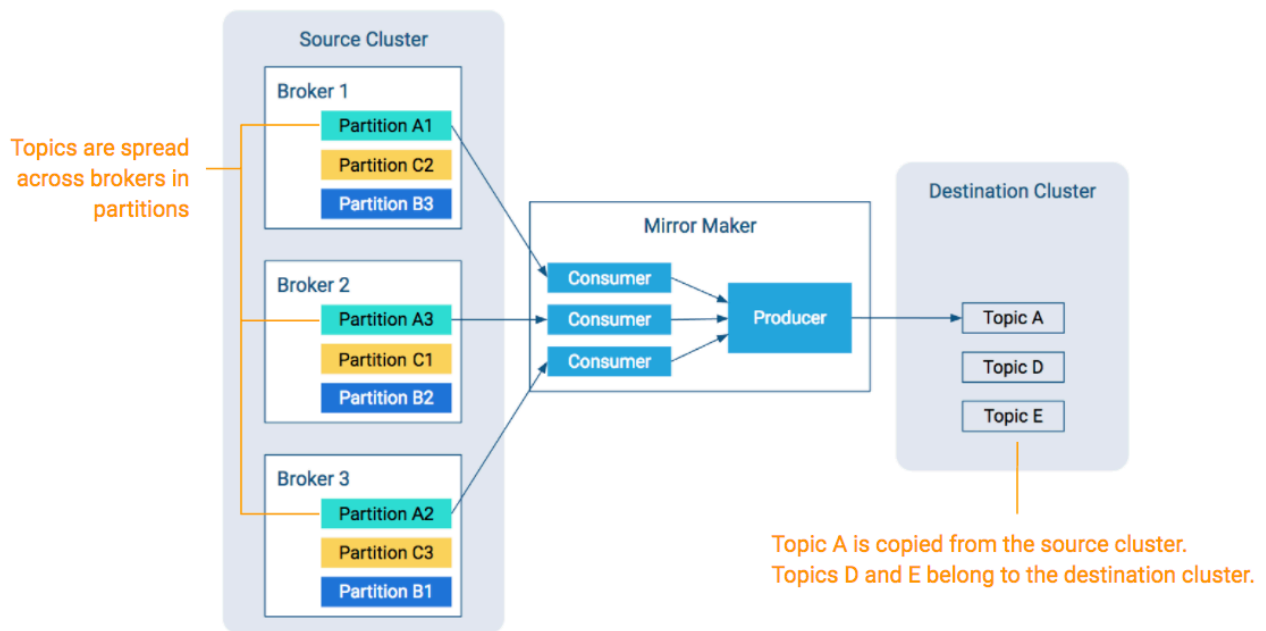 Source Cluster
Broker 1
Partition A1
Partition C2
Partition B3
Topics are spread
across brokers in
partitions
Broker 2
Partition A3
Partition C1
Partition B2
Broker 3
Partition A2
Partition C3
Partition B1
Mirror Maker
Consumer
Consumer
Consumer
Producer
Destination Cluster
Topic A
Topic D
Topic E
Topic A is copied from the source cluster.
Topics D and E belong to the destination cluster.